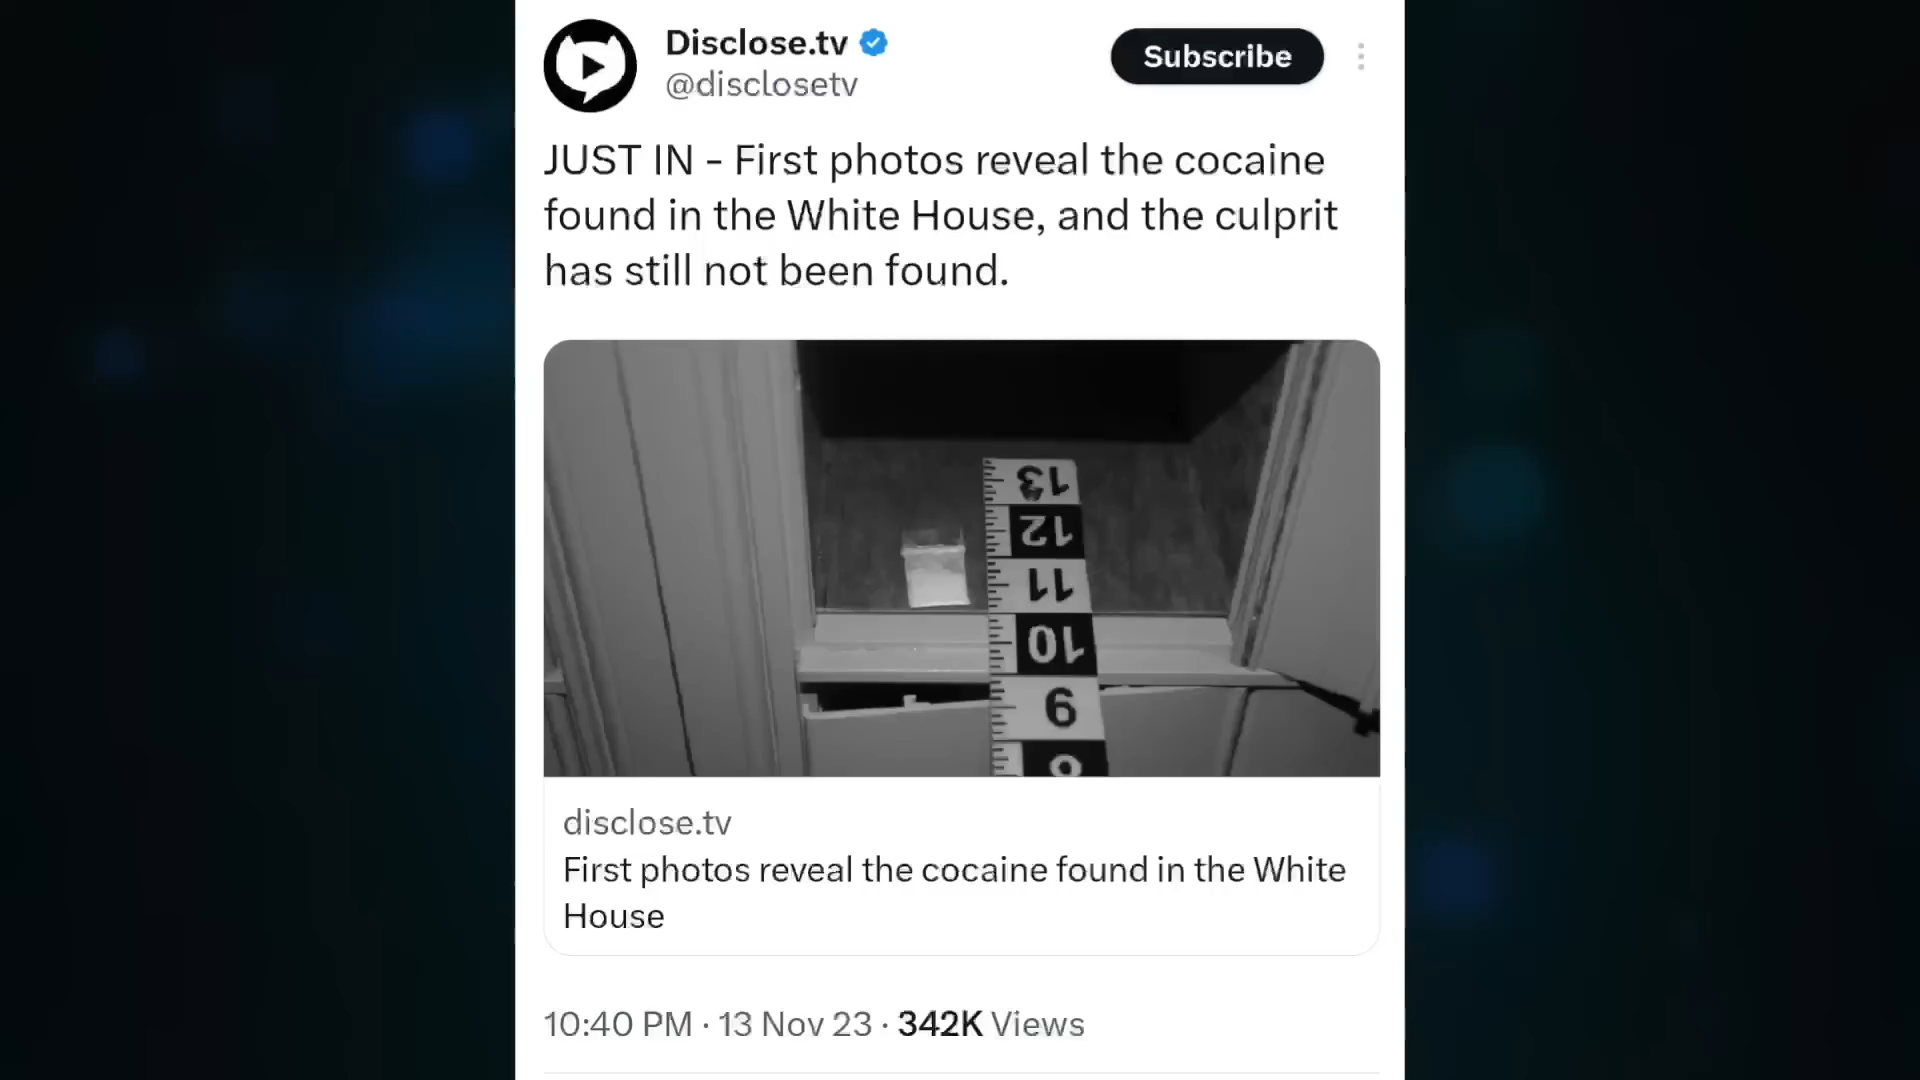 Disclose.tv
@disclosetv
Subscribe
JUST IN - First photos reveal the cocaine
found in the White House, and the culprit
has still not been found.
13
12
11
10
9
disclose.tv
First photos reveal the cocaine found in the White
House
10:40 PM · 13 Nov 23 · 342K Views